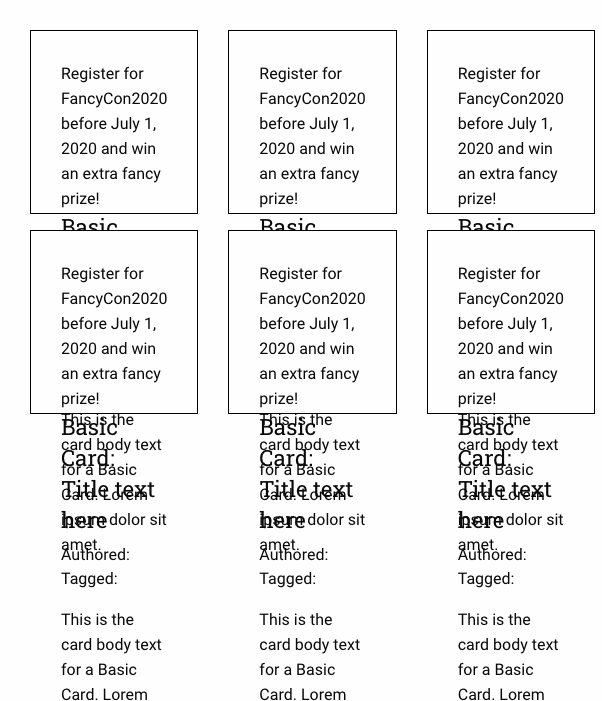 Register for
FancyCon2020
before July 1,
2020 and win
an extra fancy
prize!
Basic
Register for
FancyCon2020
before July 1,
2020 and win
an extra fancy
prize!
Basic
Register for
FancyCon2020
before July 1,
2020 and win
an extra fancy
prize!
Basic
Register for
FancyCon2020
before July 1,
2020 and win
an extra fancy
prize!
This is the
Basic
card body text
Card:
for a Basic
Title text
Card. Lorem
here
ipsum dolor sit
amet.
Authored:
Tagged:
This is the
card body text
for a Basic
Card. Lorem
Register for
FancyCon2020
before July 1,
2020 and win
an extra fancy
prize!
This is the
Basic
card body text
Card:
for a Basic
Title text
Card. Lorem
here
ipsum dolor sit
amet.
Authored:
Tagged:
This is the
card body text
for a Basic
Card. Lorem
Register for
FancyCon2020
before July 1,
2020 and win
an extra fancy
prize!
This is the
Basic
card body text
Card:
for a Basic
Title text
Card. Lorem
here
ipsum dolor sit
amet.
Authored:
Tagged:
This is the
card body text
for a Basic
Card. Lorem